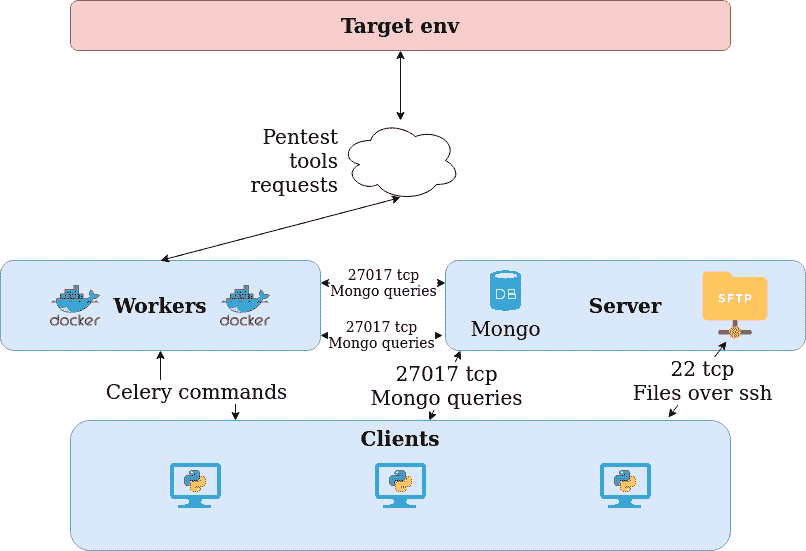 Target env
Pentest
tools
requests
27017 tcp
Mongo queries
27017 tcp
Mongo queries
docker
Workers
docker
DB
Mongo
Server
SFTP
Celery commands
27017 tcp
Mongo queries
22 tcp
Files over ssh
Clients